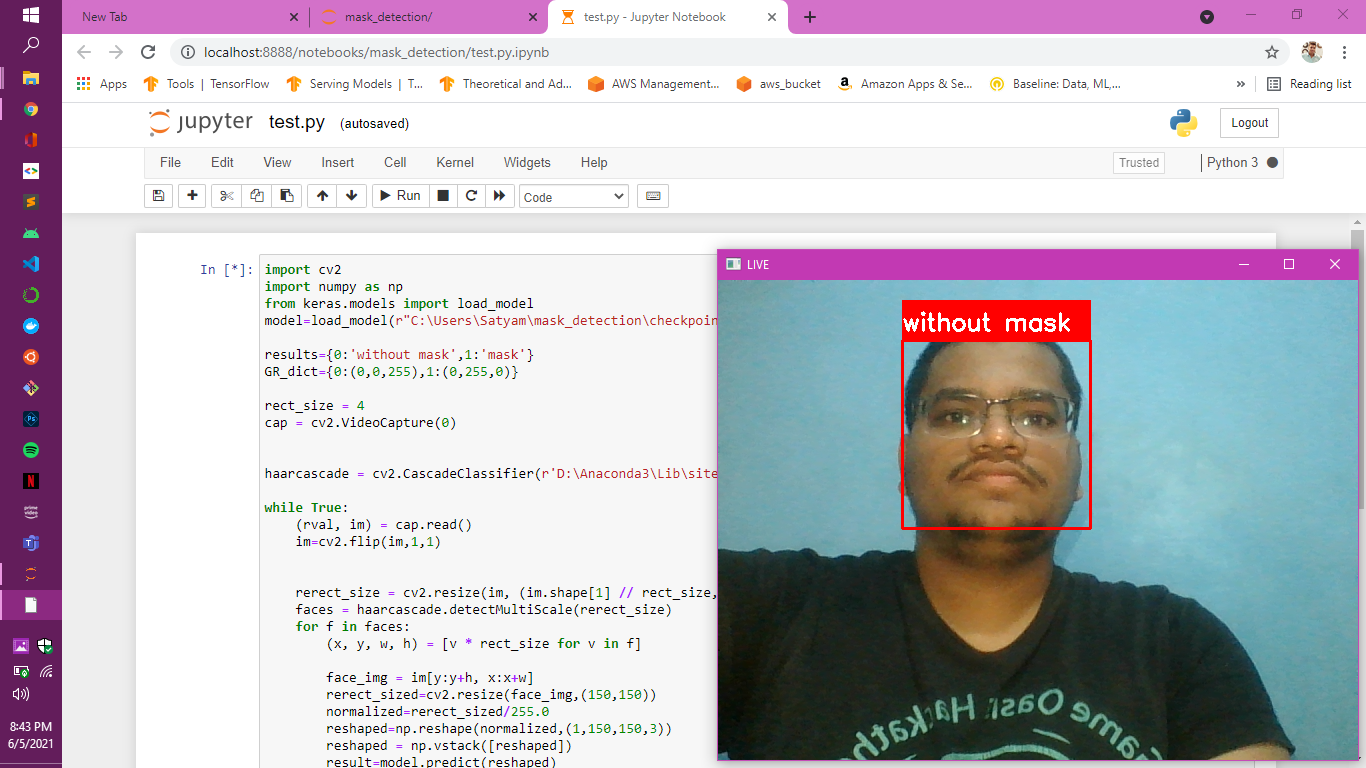 New Tab
mask_detection/
test.py - Jupyter Notebook
localhost:8888/notebooks/mask_detection/test.py.ipynb
Apps
Tools | TensorFlow
Serving Models | T...
Theoretical and Ad...
AWS Management...
aws_bucket
Amazon Apps & Se...
Baseline: Data, ML,...
»
Reading list
jupyter test.py (autosaved)
Logout
File Edit View Insert Cell Kernel Widgets Help
Trusted
Python 3
Run
Code
In [*]:
import cv2
import numpy as np
from keras.models import load_model
model=load_model(r"C:\Users\Satyam\mask_detection\checkpoin
results={0:'without mask',1:'mask'}
GR_dict={0:(0,0,255),1:(0,255,0)}
rect_size = 4
cap = cv2.VideoCapture(0)
haarcascade = cv2.CascadeClassifier(r'D:\Anaconda3\Lib\site
while True:
(rval, im) = cap.read()
im=cv2.flip(im,1,1)
rerect_size = cv2.resize(im, (im.shape[1] // rect_size,
faces = haarcascade.detectMultiScale(rerect_size)
for f in faces:
(x, y, w, h) = [v * rect_size for v in f]
face_img = im[y:y+h, x:x+w]
rerect_sized=cv2.resize(face_img,(150,150))
normalized=rerect_sized/255.0
reshaped=np.reshape(normalized,(1,150,150,3))
reshaped = np.vstack([reshaped])
result=model.predict(reshaped)
LIVE
without mask
8:43 PM
6/5/2021